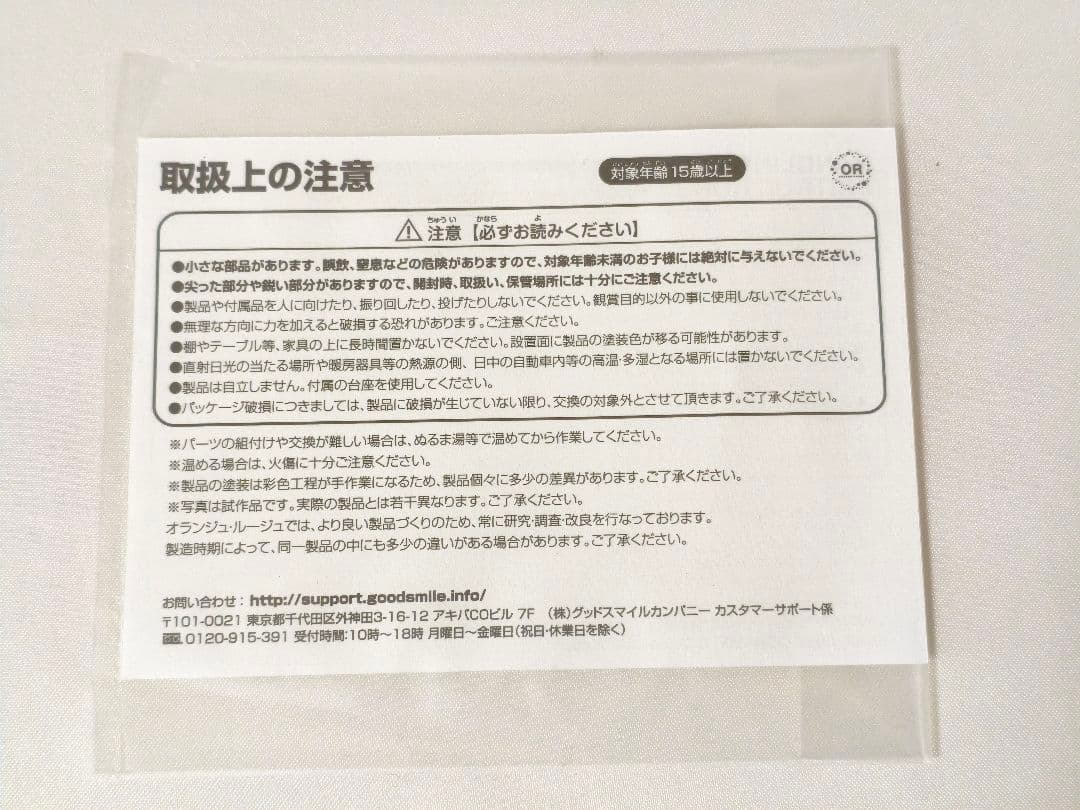 取扱上の注意
対象年齢15歳以上
OR
注意【必ずお読みください】
●小さな部品があります。誤飲、窒息などの危険がありますので、対象年齢未満のお子様には絶対に与えないでください。
●尖った部分や鋭い部分がありますので、開封時、取扱い、保管場所には十分にご注意ください。
●製品や付属品を人に向けたり、振り回したり、投げたりしないでください。観賞目的以外の事に使用しないでください。
●無理な方向に力を加えると破損する恐れがあります。ご注意ください。
●棚やテーブル等、家具の上に長時間置かないでください。設置面に製品の塗装色が移る可能性があります。
●直射日光の当たる場所や暖房器具等の熱源の側、日中の自動車内等の高温・多湿となる場所には置かないでください。
●製品は自立しません。付属の台座を使用してください。
●パッケージ破損につきましては、製品に破損が生じていない限り、交換の対象外とさせて頂きます。ご了承ください。
※パーツの組付けや交換が難しい場合は、ぬるま湯等で温めてから作業してください。
※温める場合は、火傷に十分ご注意ください。
※製品の塗装は彩色工程が手作業になるため、製品個々に多少の差異があります。ご了承ください。
※写真は試作品です。実際の製品とは若干異なります。ご了承ください。
オランジュ・ルージュでは、より良い製品づくりのため、常に研究・調査・改良を行なっております。
製造時期によって、同一製品の中にも多少の違いがある場合があります。ご了承ください。
お問い合わせ：http://support.goodsmile.info/
〒101-0021 東京都千代田区外神田3-16-12 アキバCOビル 7F （株）グッドスマイルカンパニー カスタマーサポート係
0120-915-391 受付時間:10時～18時 月曜日～金曜日（祝日・休業日を除く）